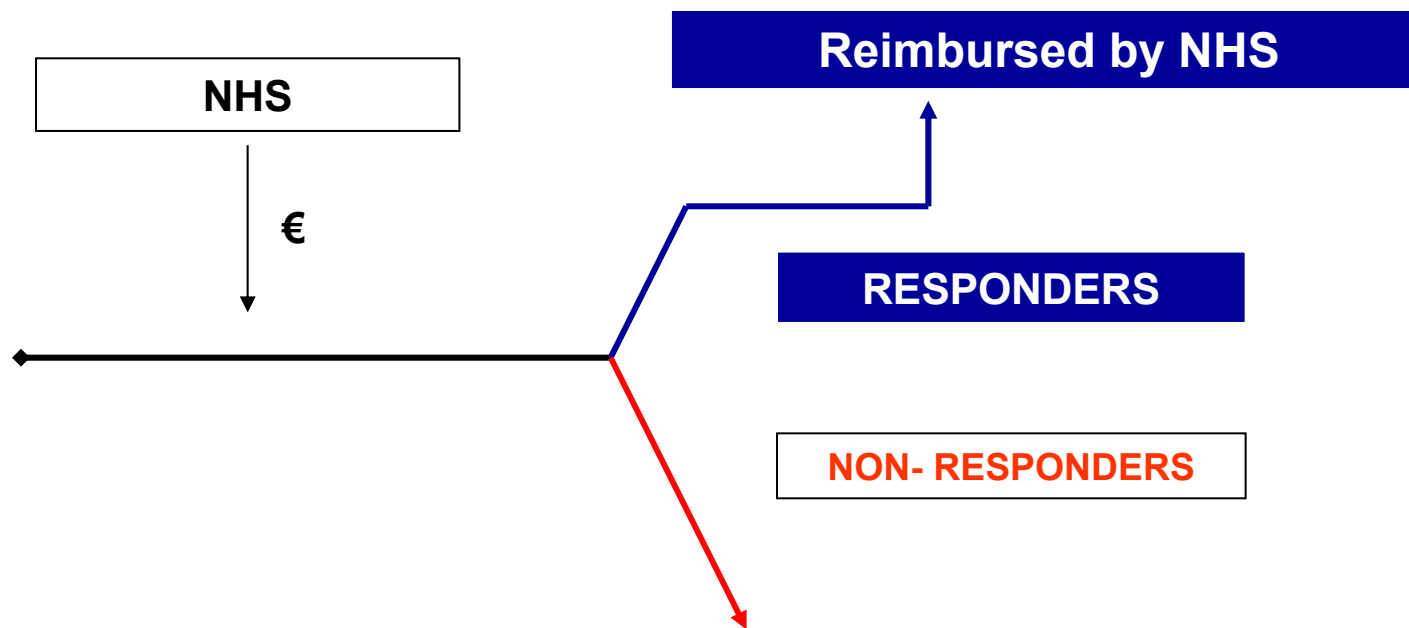 Reimbursed by NHS
NHS
€
RESPONDERS
NON- RESPONDERS